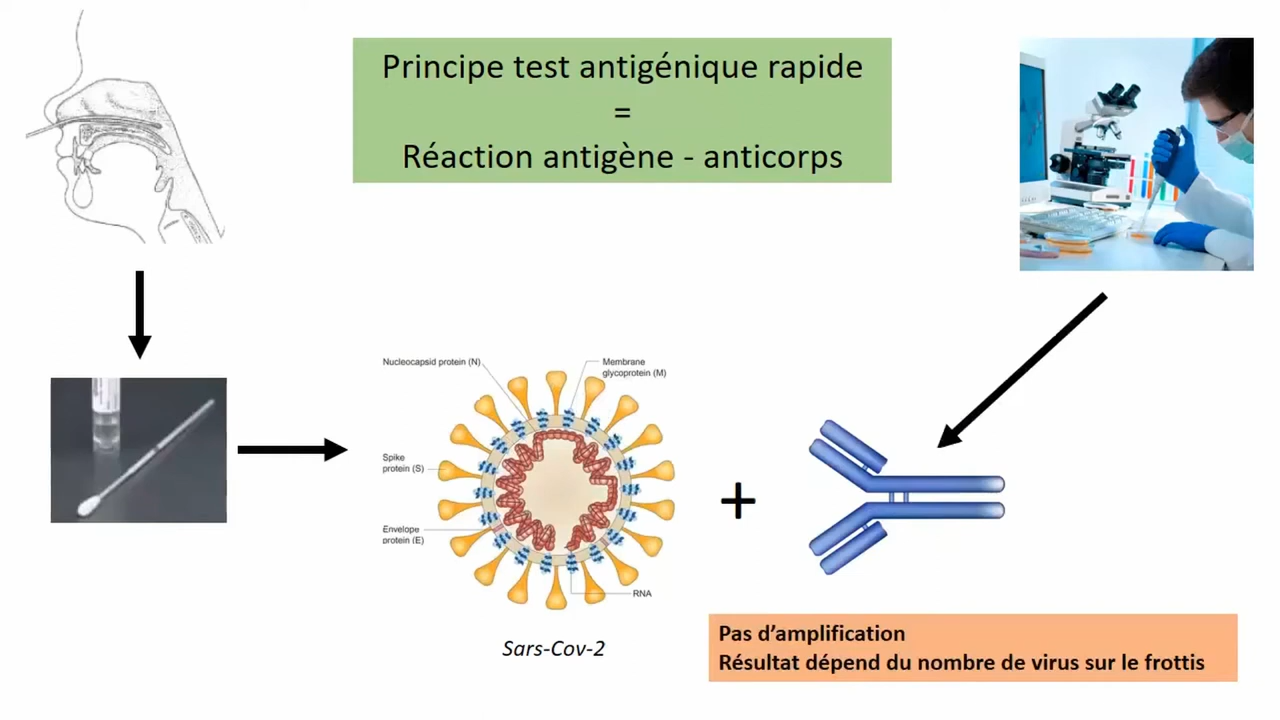 Principe test antigénique rapide
=
Réaction antigène - anticorps
Nucleocapsid protein (N)
Membrane
glycoprotein (M)
Spike
protein (S)
Envelope
protein (E)
RNA
+
Sars-Cov-2
Pas d’amplification
Résultat dépend du nombre de virus sur le frottis